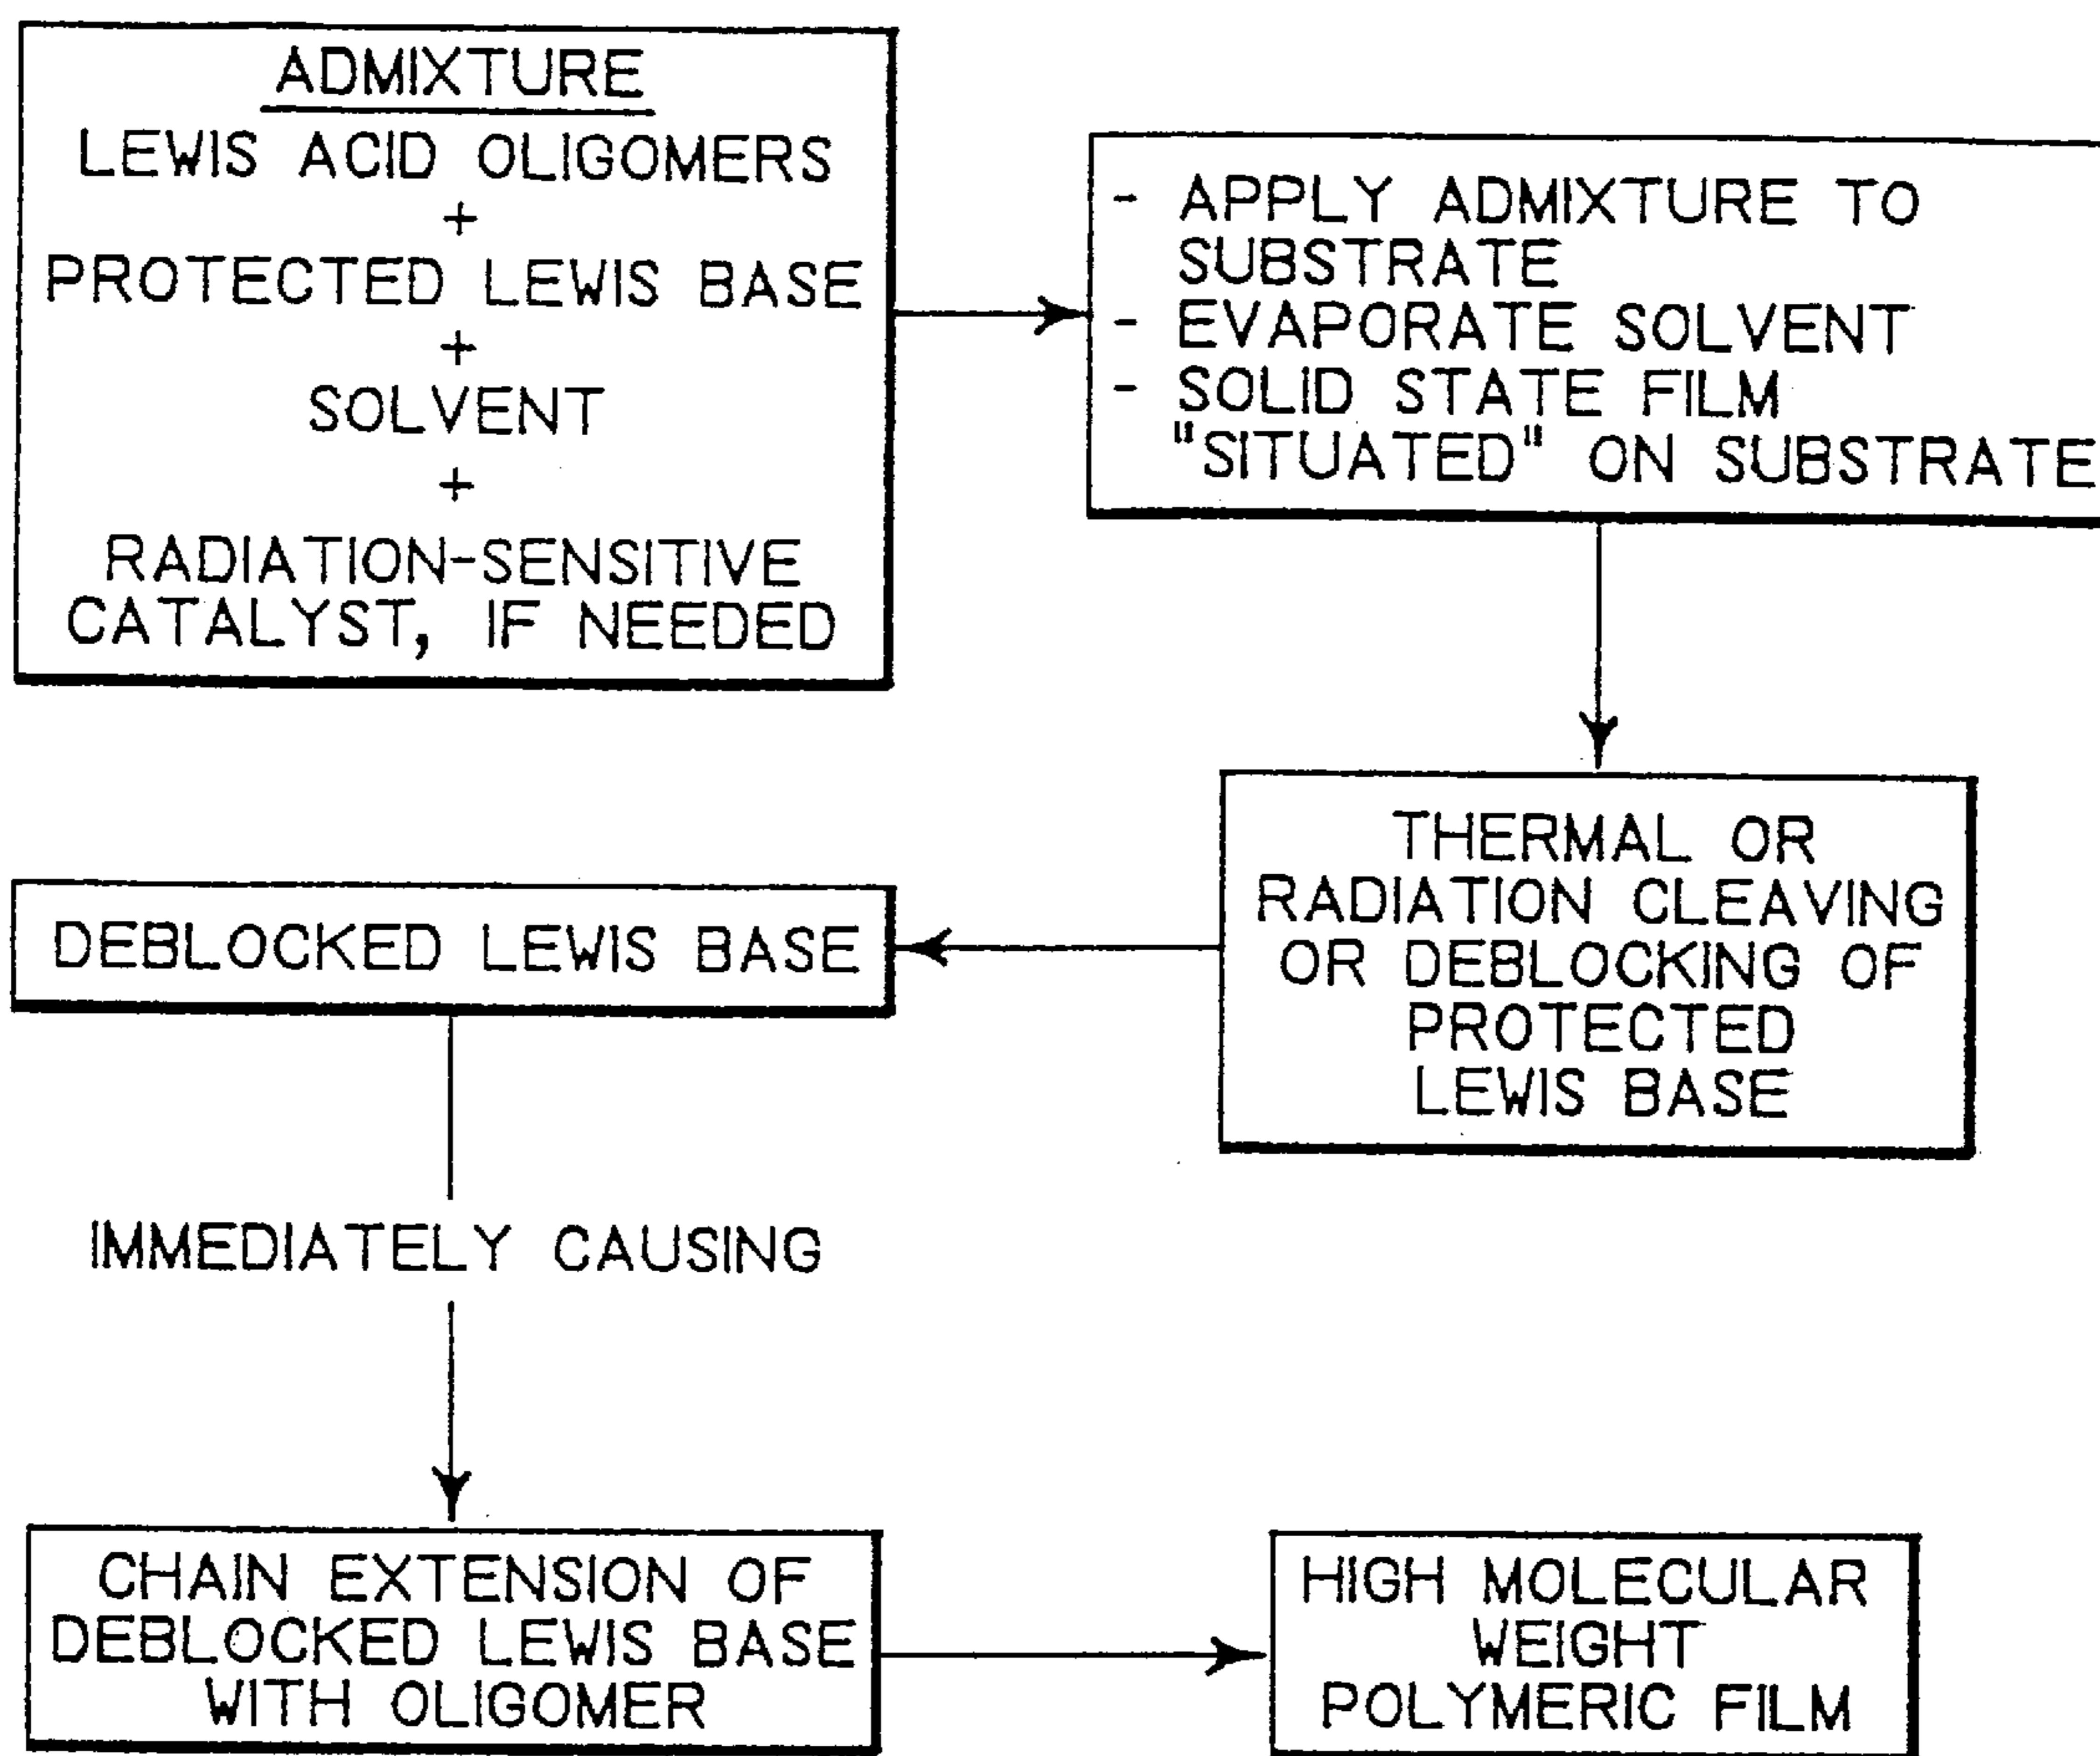 ADMIXTURE
LEWIS ACID OLIGOMERS
+
PROTECTED LEWIS BASE
+
SOLVENT
+
RADIATION-SENSITIVE
CATALYST, IF NEEDED
- APPLY ADMIXTURE TO
SUBSTRATE
- EVAPORATE SOLVENT
- SOLID STATE FILM
"SITUATED" ON SUBSTRATE
THERMAL OR
RADIATION CLEAVING
OR DEBLOCKING OF
PROTECTED
LEWIS BASE
DEBLOCKED LEWIS BASE
IMMEDIATELY CAUSING
CHAIN EXTENSION OF
DEBLOCKED LEWIS BASE
WITH OLIGOMER
HIGH MOLECULAR
WEIGHT
POLYMERIC FILM